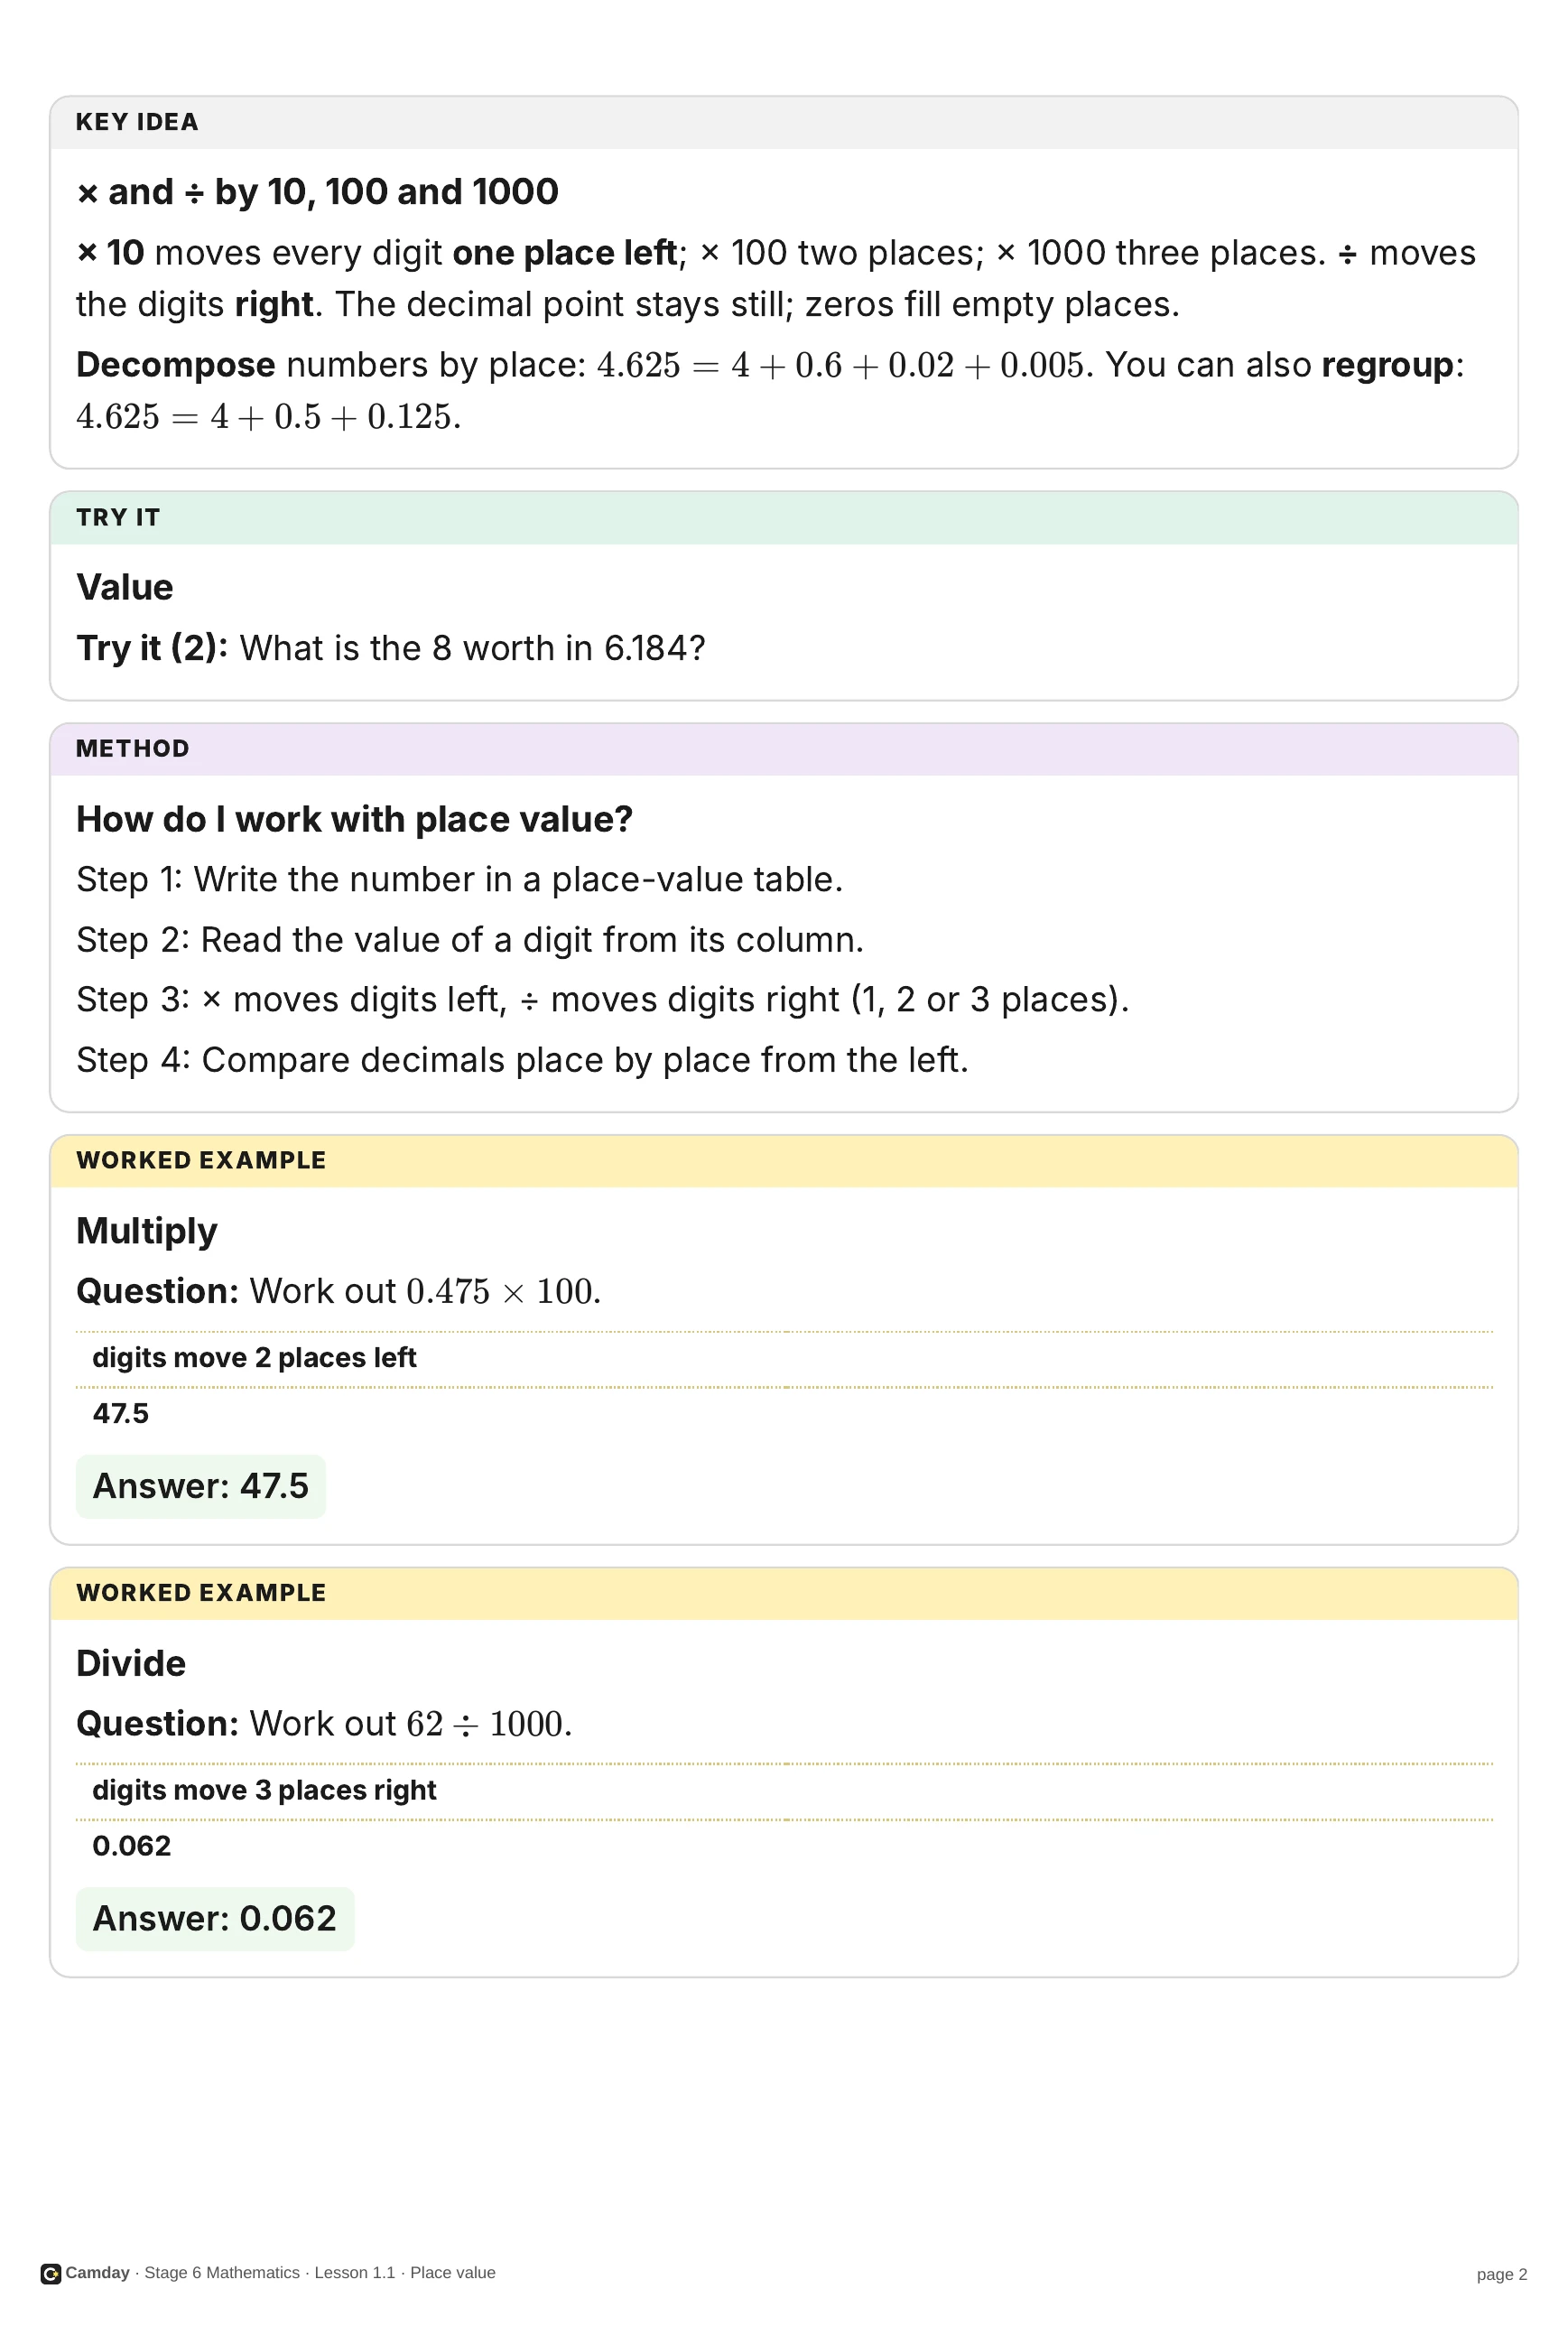 KEY IDEA
× and ÷ by 10, 100 and 1000
× 10 moves every digit one place left; × 100 two places; × 1000 three places. ÷ moves
the digits right. The decimal point stays still; zeros fill empty places.
Decompose numbers by place: 4.625 = 4 + 0.6 + 0.02 + 0.005. You can also regroup:
4.625 = 4 + 0.5 + 0.125.
TRY IT
Value
Try it (2): What is the 8 worth in 6.184?
METHOD
How do I work with place value?
Step 1: Write the number in a place-value table.
Step 2: Read the value of a digit from its column.
Step 3: × moves digits left, ÷ moves digits right (1, 2 or 3 places).
Step 4: Compare decimals place by place from the left.
WORKED EXAMPLE
Multiply
Question: Work out 0.475 × 100.
digits move 2 places left
47.5
Answer: 47.5
WORKED EXAMPLE
Divide
Question: Work out 62 ÷ 1000.
digits move 3 places right
0.062
Answer: 0.062
Camday · Stage 6 Mathematics · Lesson 1.1 · Place value
page 2